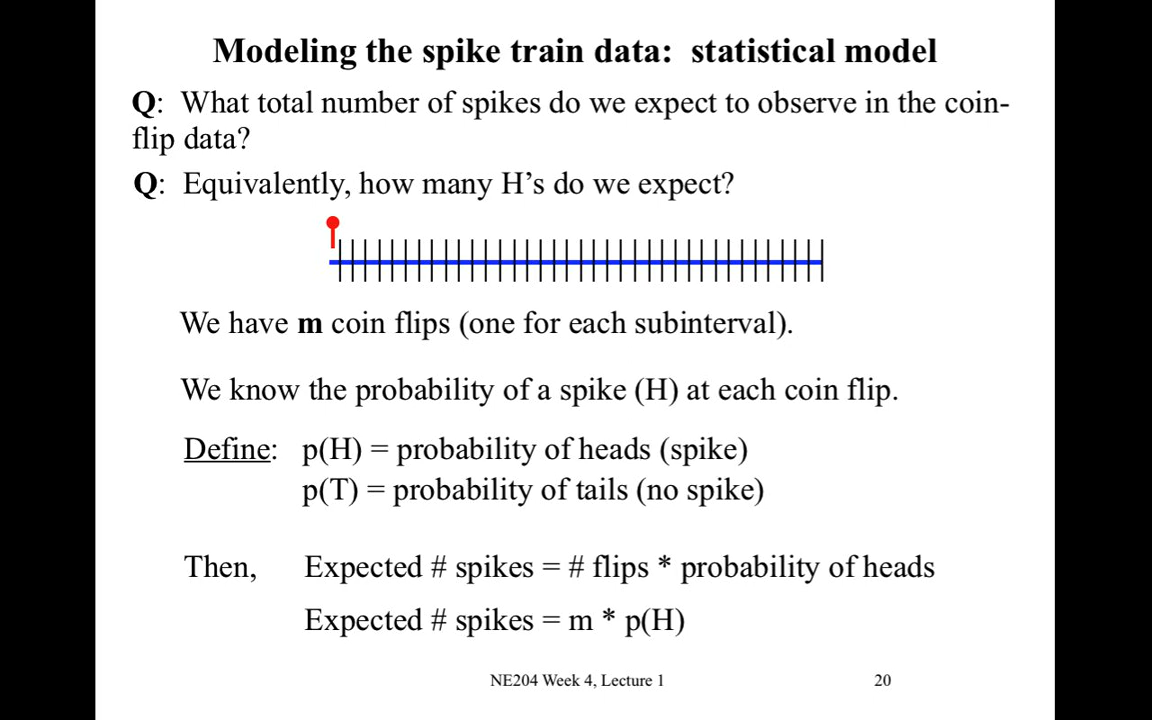 Modeling the spike train data: statistical model
Q: What total number of spikes do we expect to observe in the coin-
flip data?
Q: Equivalently, how many H’s do we expect?
We have m coin flips (one for each subinterval).
We know the probability of a spike (H) at each coin flip.
Define: p(H) = probability of heads (spike)
p(T) = probability of tails (no spike)
Then, Expected # spikes = # flips * probability of heads
Expected # spikes = m * p(H)
NE204 Week 4, Lecture 1 20